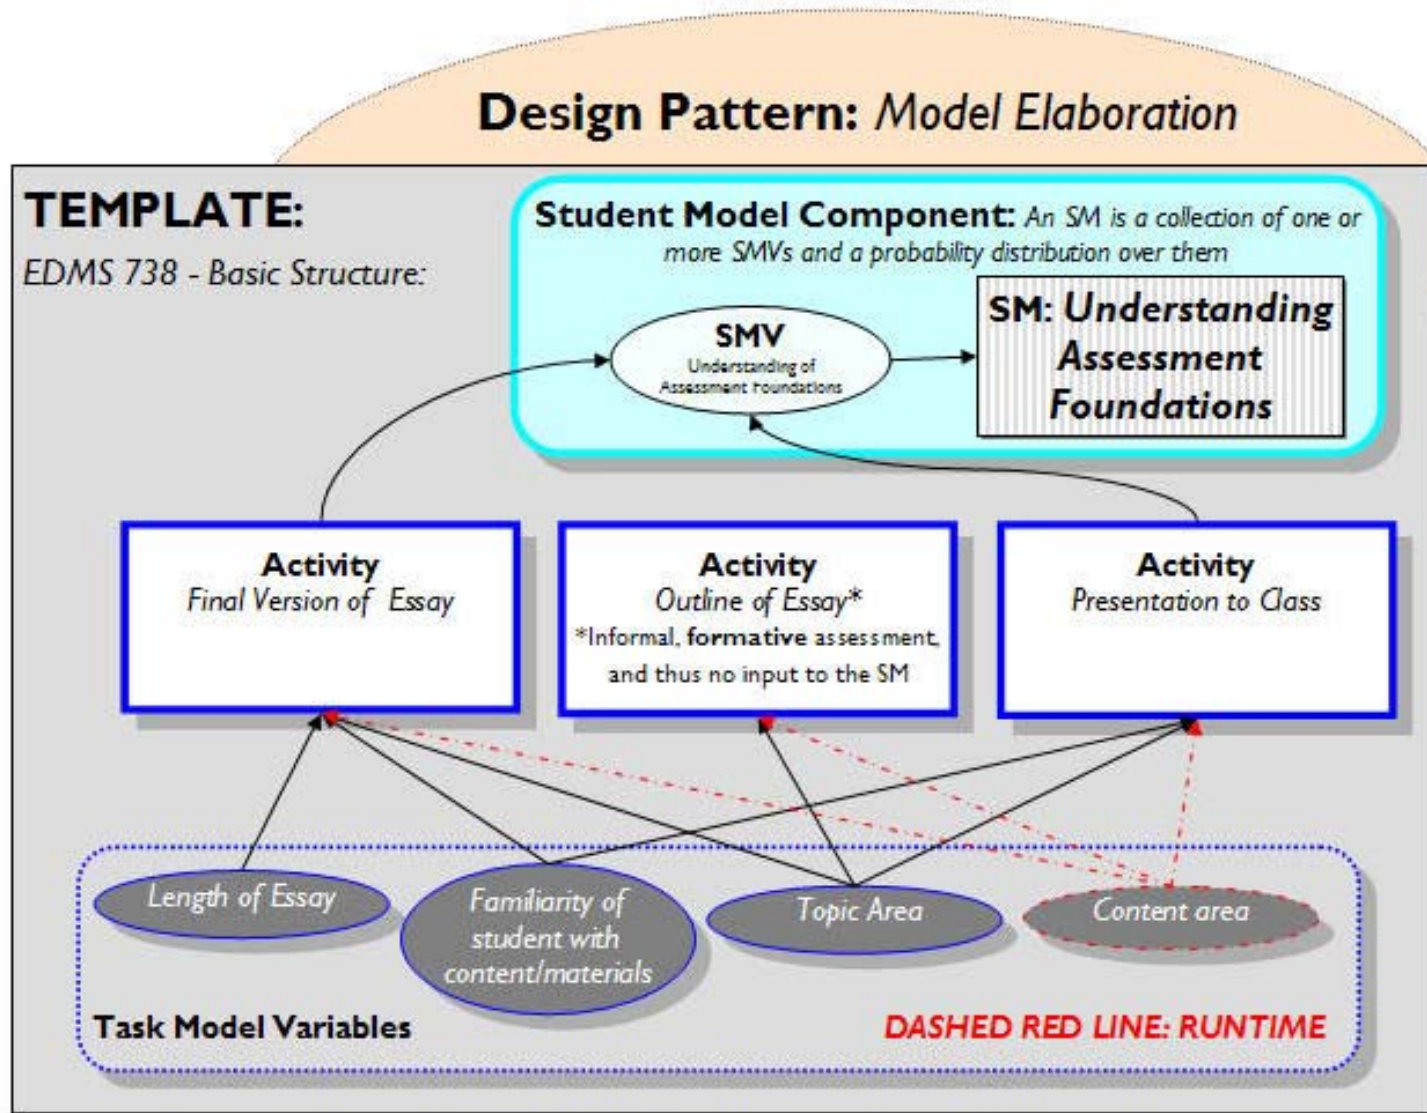 Design Pattern: Model Elaboration
TEMPLATE:
EDMS 738 - Basic Structure:
Student Model Component: An SM is a collection of one or
more SMVs and a probability distribution over them
SMV
Understanding of
Assessment Foundations
SM: Understanding
Assessment
Foundations
Activity
Final Version of Essay
Activity
Outline of Essay*
*Informal, formative assessment,
and thus no input to the SM
Activity
Presentation to Class
Length of Essay
Familiarity of
student with
content/materials
Topic Area
Content area
Task Model Variables
DASHED RED LINE: RUNTIME